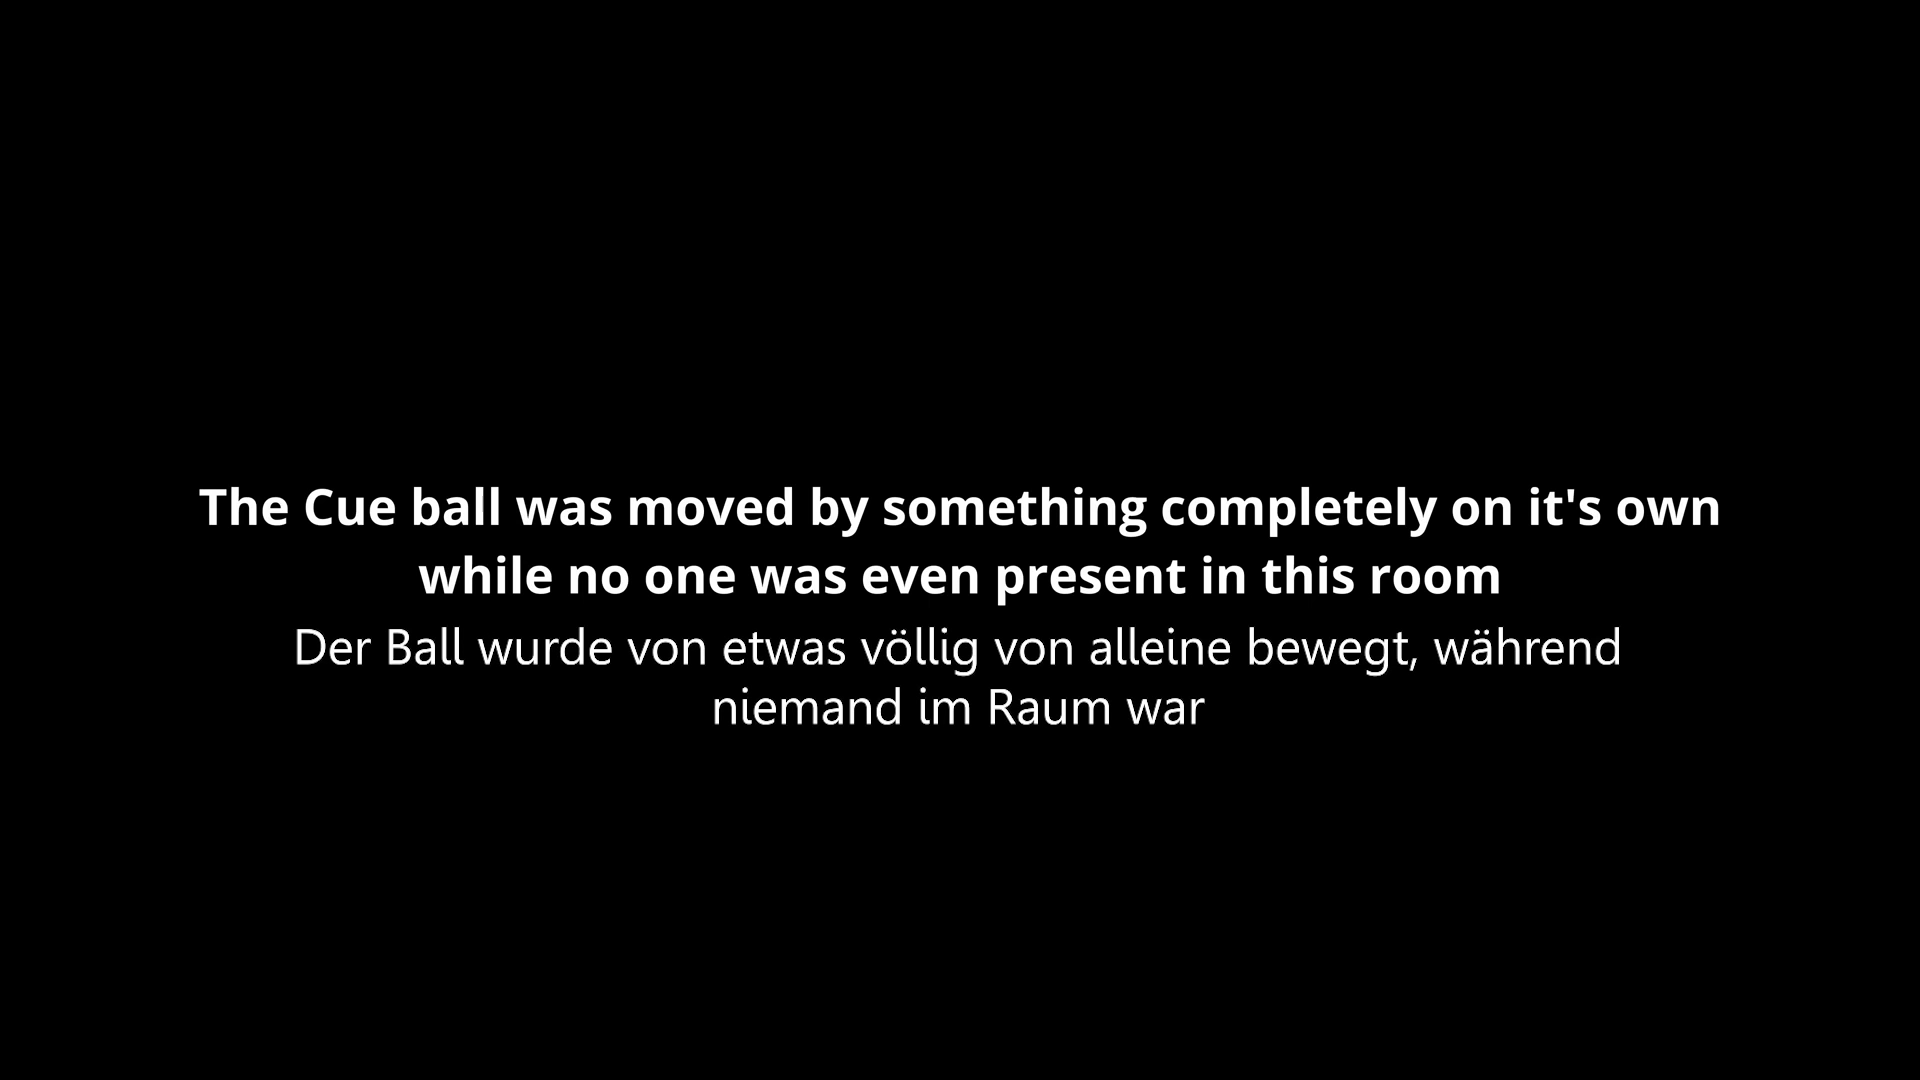 The Cue ball was moved by something completely on it's own
while no one was even present in this room
Der Ball wurde von etwas völlig von alleine bewegt, während
niemand im Raum war